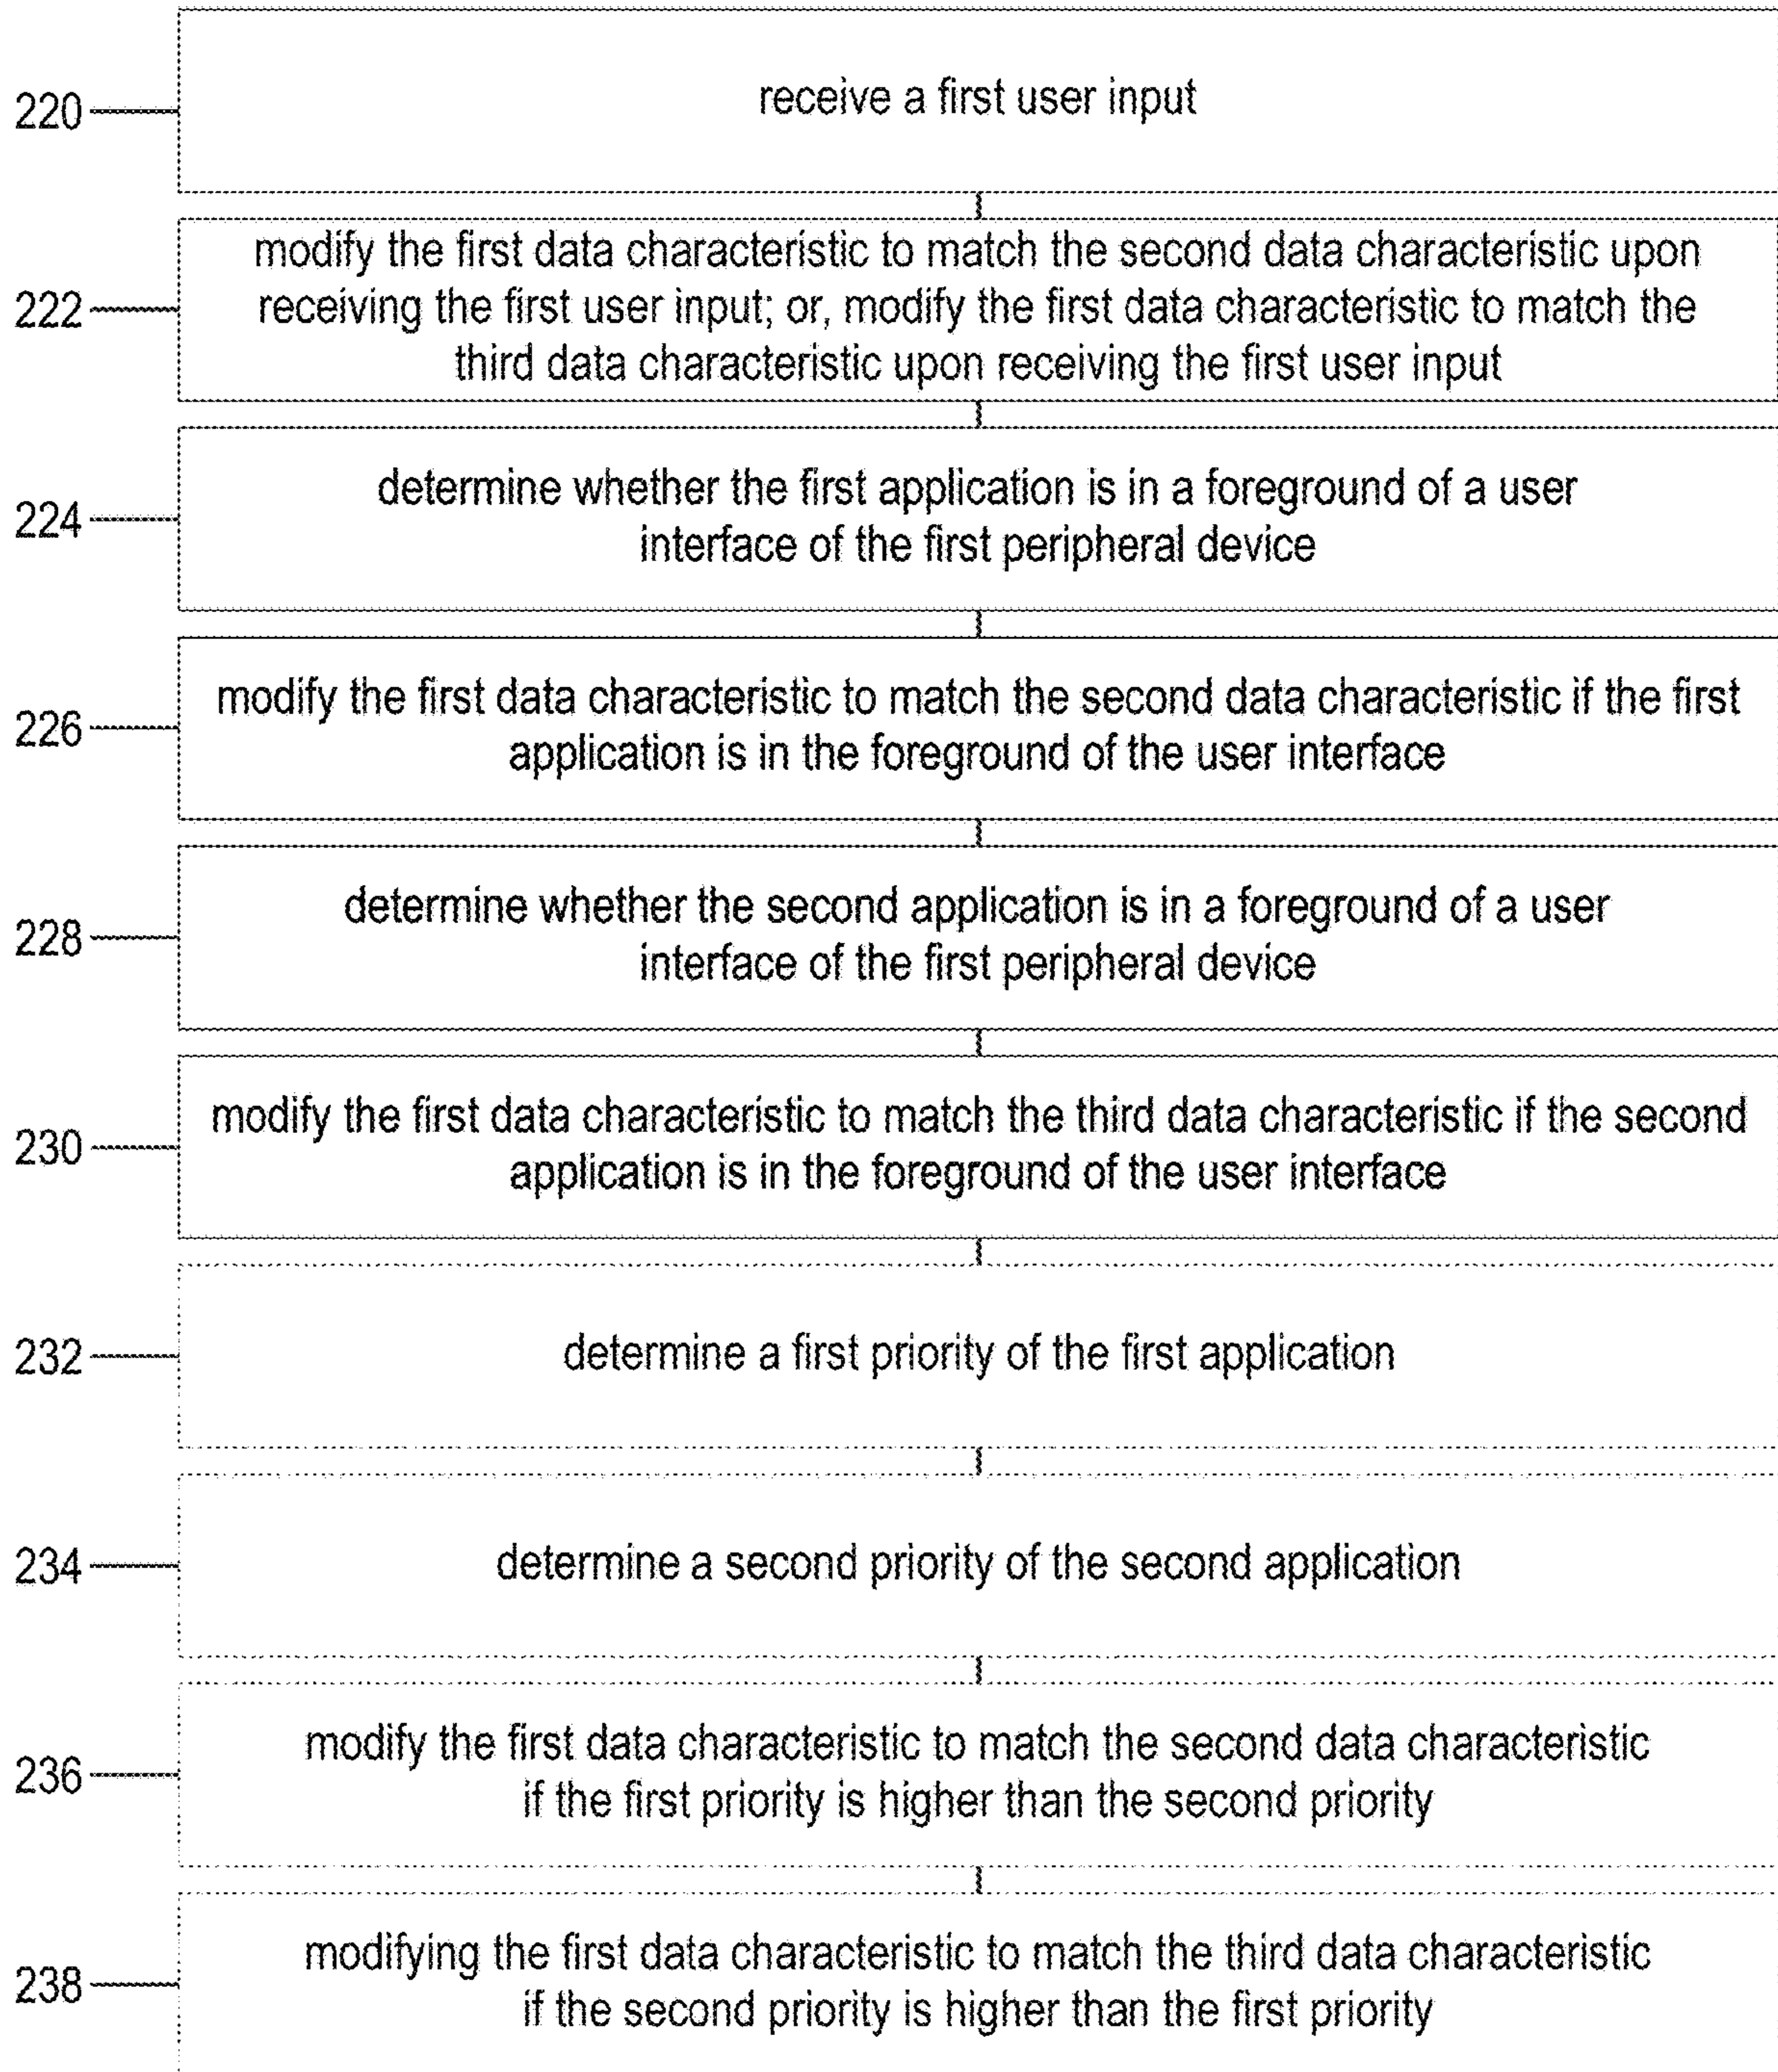 220
receive a first user input
222
modify the first data characteristic to match the second data characteristic upon
receiving the first user input; or, modify the first data characteristic to match the
third data characteristic upon receiving the first user input
224
determine whether the first application is in a foreground of a user
interface of the first peripheral device
226
modify the first data characteristic to match the second data characteristic if the first
application is in the foreground of the user interface
228
determine whether the second application is in a foreground of a user
interface of the first peripheral device
230
modify the first data characteristic to match the third data characteristic if the second
application is in the foreground of the user interface
232
determine a first priority of the first application
234
determine a second priority of the second application
236
modify the first data characteristic to match the second data characteristic
if the first priority is higher than the second priority
238
modifying the first data characteristic to match the third data characteristic
if the second priority is higher than the first priority